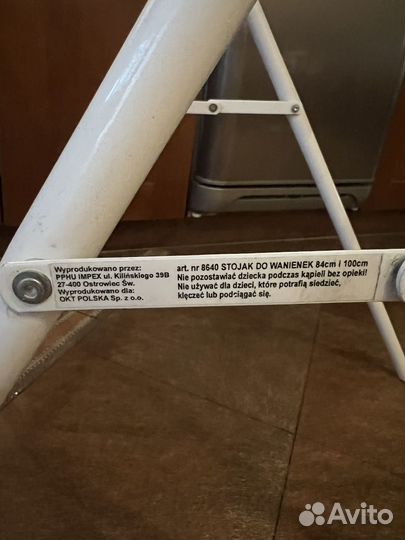 Wyprodukowano przez:
PPHU IMPEX ul. Kilińskiego 39B
27-400 Ostrowiec Św.
Wyprodukowano dla:
OKT POLSKA Sp. z o.o.
art. nr 8640 STOJAK DO WANIENEK 84cm i 100cm
Nie pozostawiać dziecka podczas kąpieli bez opieki!
Nie używać dla dzieci, które potrafią siedzieć,
klęczeć lub podciągać się.
Avito